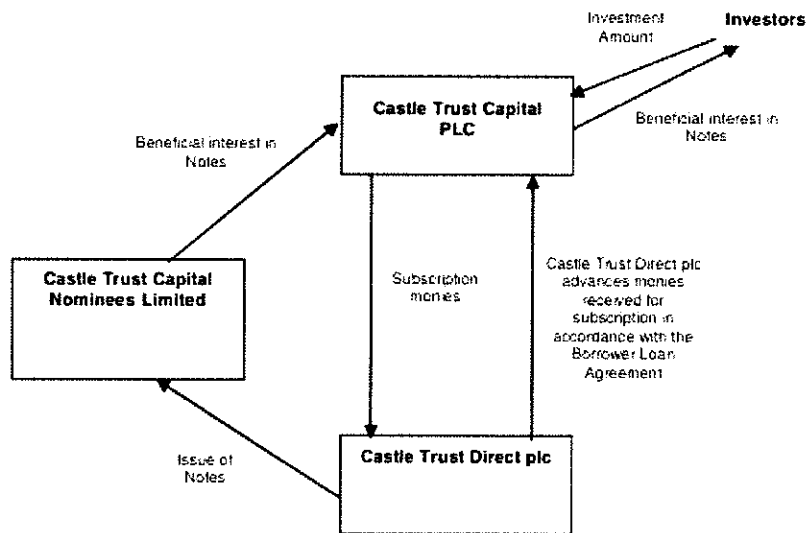 Investment
Amount
Investors
Castle Trust Capital
PLC
Beneficial interest in
Notes
Beneficial interest in
Notes
Castle Trust Capital
Nominees Limited
Subscription
monies
Castle Trust Direct plc
advances monies
received for
subscription in
accordance with the
Borrower Loan
Agreement
Issue of
Notes
Castle Trust Direct plc